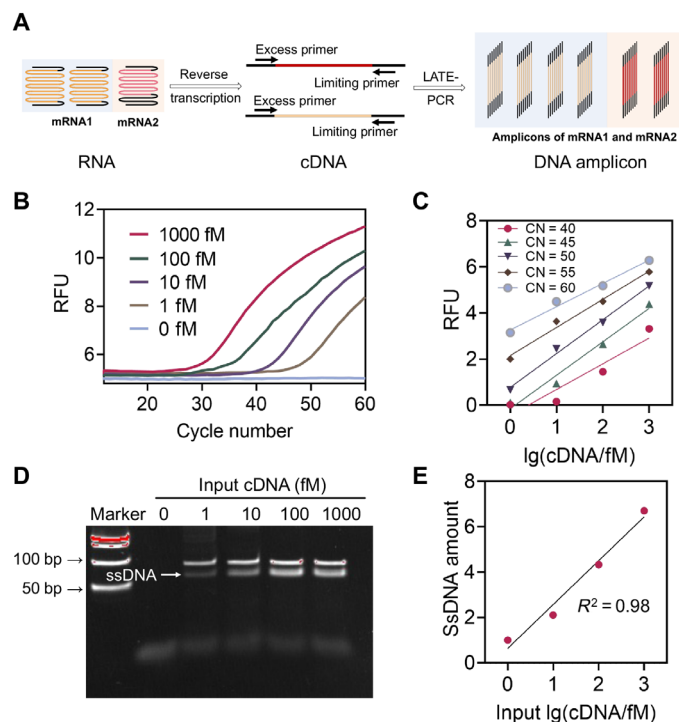 A
mRNA1
mRNA2
RNA
Reverse
transcription
Excess primer
Limiting primer
Excess primer
Limiting primer
cDNA
LATE-
PCR
Amplicons of mRNA1 and mRNA2
DNA amplicon
B
12
10
8
6
RFU
1000 fM
100 fM
10 fM
1 fM
0 fM
20 30 40 50 60
Cycle number
C
8
6
4
2
0
RFU
CN = 40
CN = 45
CN = 50
CN = 55
CN = 60
0 1 2 3
lg(cDNA/fM)
D
Input cDNA (fM)
Marker 0 1 10 100 1000
100 bp →
ssDNA →
50 bp →
E
8
6
4
2
0
SsDNA amount
R² = 0.98
0 1 2 3
Input lg(cDNA/fM)